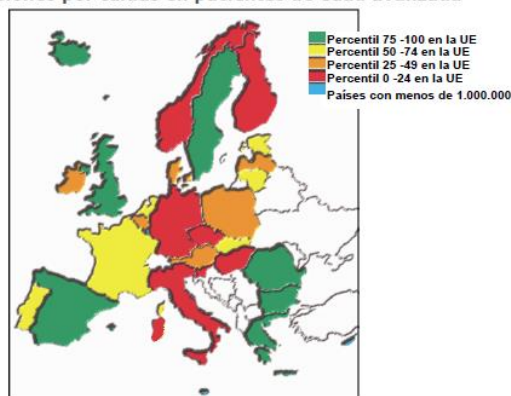 Percentil 75 -100 en la UE
Percentil 50 -74 en la UE
Percentil 25 -49 en la UE
Percentil 0 -24 en la UE
Países con menos de 1.000.000